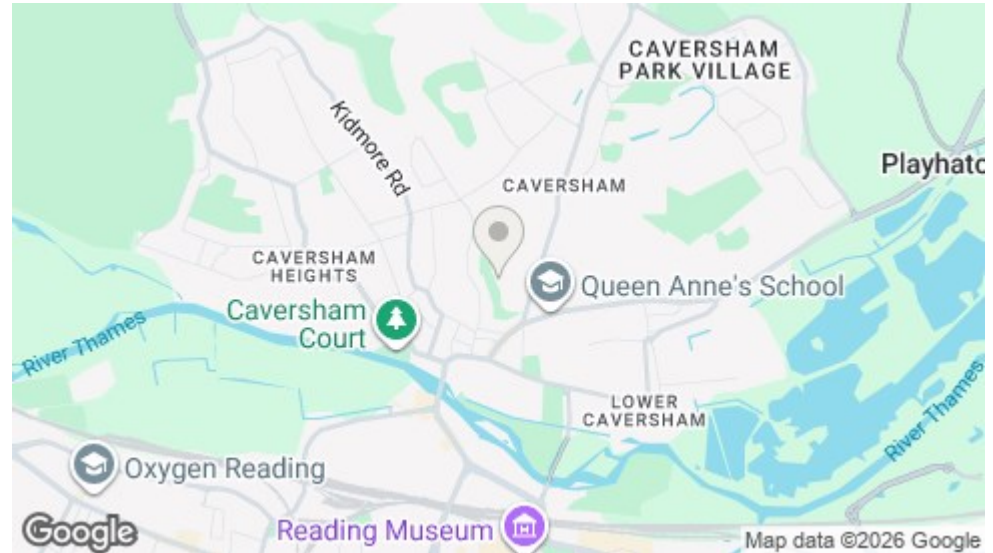 CAVERSHAM
PARK VILLAGE
Kidmore Rd
Playhatc
CAVERSHAM
CAVERSHAM
HEIGHTS
Queen Anne's School
Caversham
Court
River Thames
LOWER
CAVERSHAM
River Thames
Oxygen Reading
Reading Museum
Google
Map data ©2026 Google